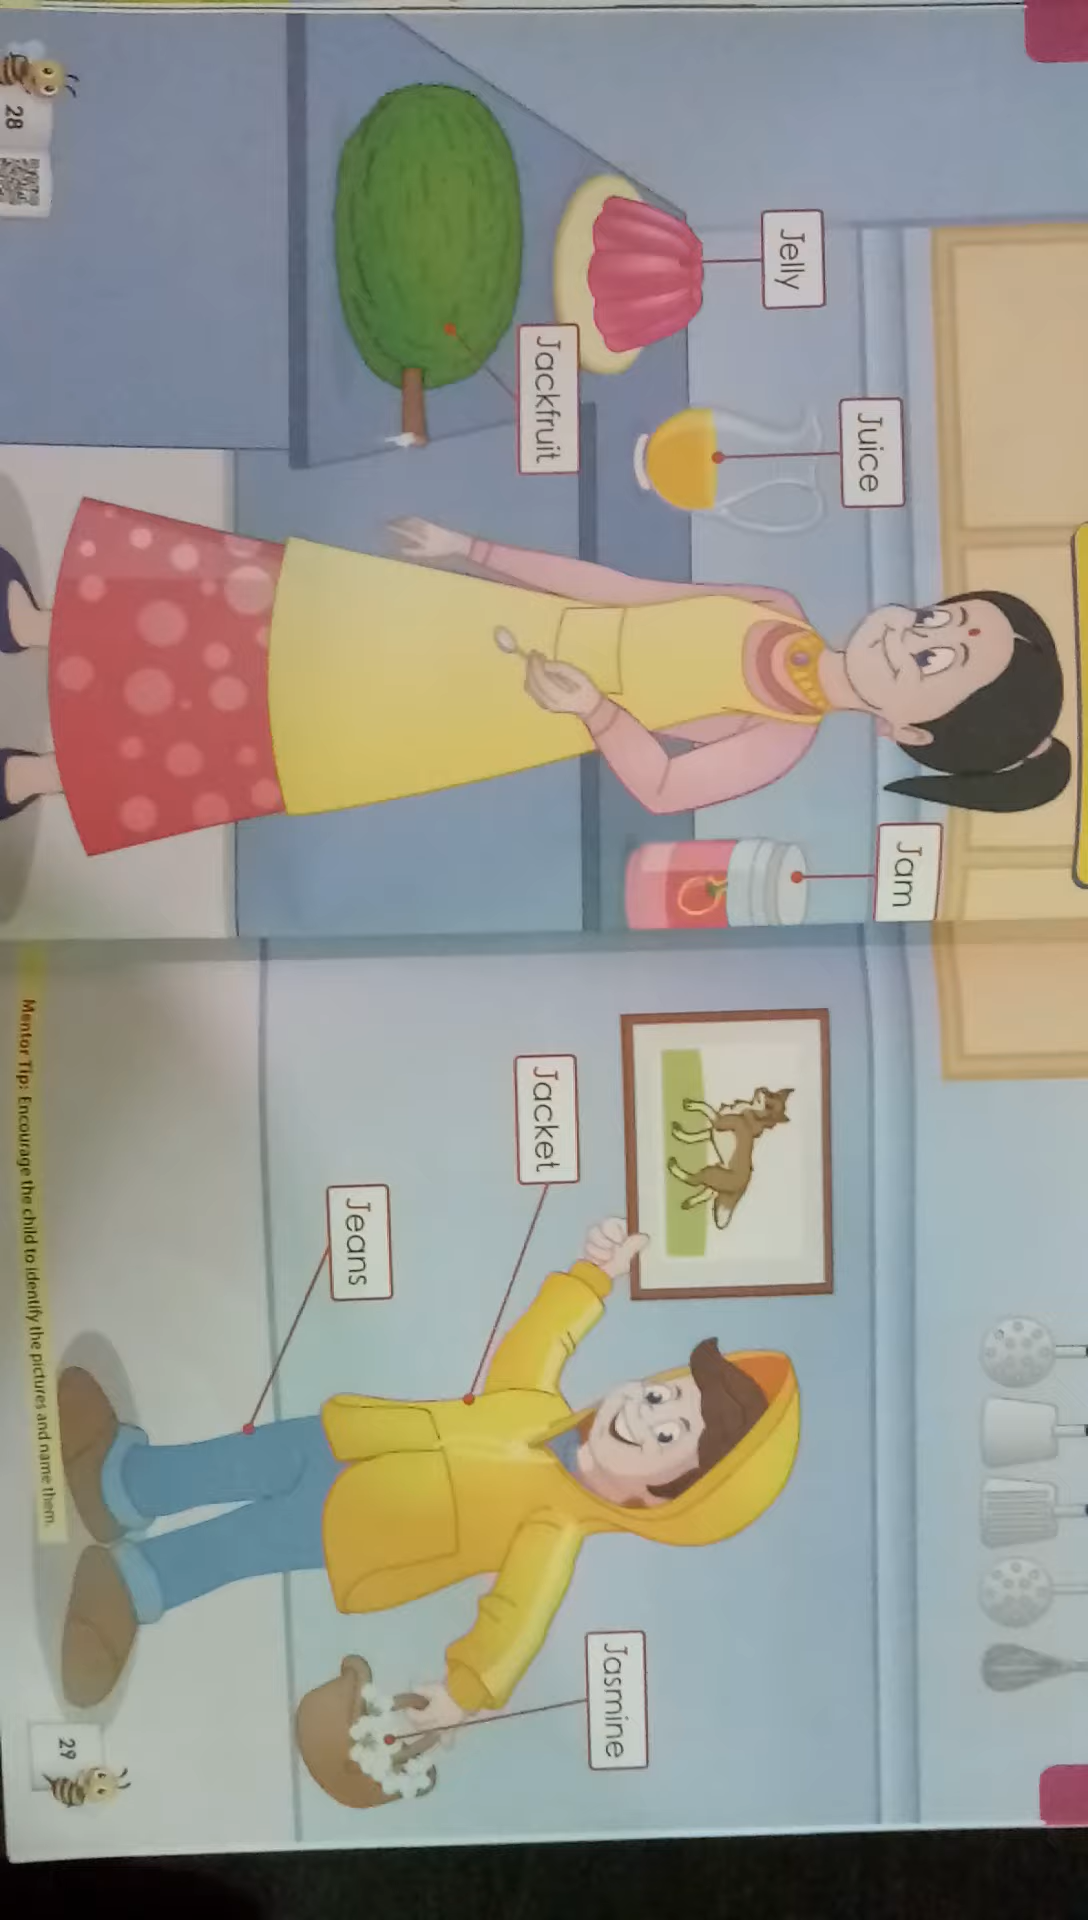 Jelly
Juice
Jackfruit
Jam
28
Jacket
Jeans
Jasmine
Mentor Tip: Encourage the child to identify the pictures and name them.
29